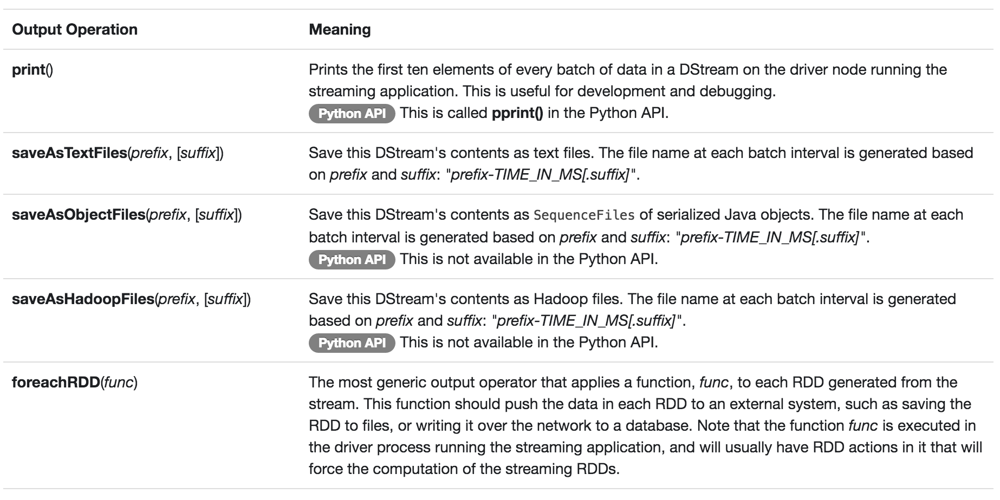 Output Operation
Meaning
print()
Prints the first ten elements of every batch of data in a DStream on the driver node running the
streaming application. This is useful for development and debugging.
Python API This is called pprint() in the Python API.
saveAsTextFiles(prefix, [suffix])
Save this DStream's contents as text files. The file name at each batch interval is generated based
on prefix and suffix: "prefix-TIME_IN_MS[.suffix]".
saveAsObjectFiles(prefix, [suffix])
Save this DStream's contents as SequenceFiles of serialized Java objects. The file name at each
batch interval is generated based on prefix and suffix: "prefix-TIME_IN_MS[.suffix]".
Python API This is not available in the Python API.
saveAsHadoopFiles(prefix, [suffix])
Save this DStream's contents as Hadoop files. The file name at each batch interval is generated
based on prefix and suffix: "prefix-TIME_IN_MS[.suffix]".
Python API This is not available in the Python API.
foreachRDD(func)
The most generic output operator that applies a function, func, to each RDD generated from the
stream. This function should push the data in each RDD to an external system, such as saving the
RDD to files, or writing it over the network to a database. Note that the function func is executed in
the driver process running the streaming application, and will usually have RDD actions in it that will
force the computation of the streaming RDDs.